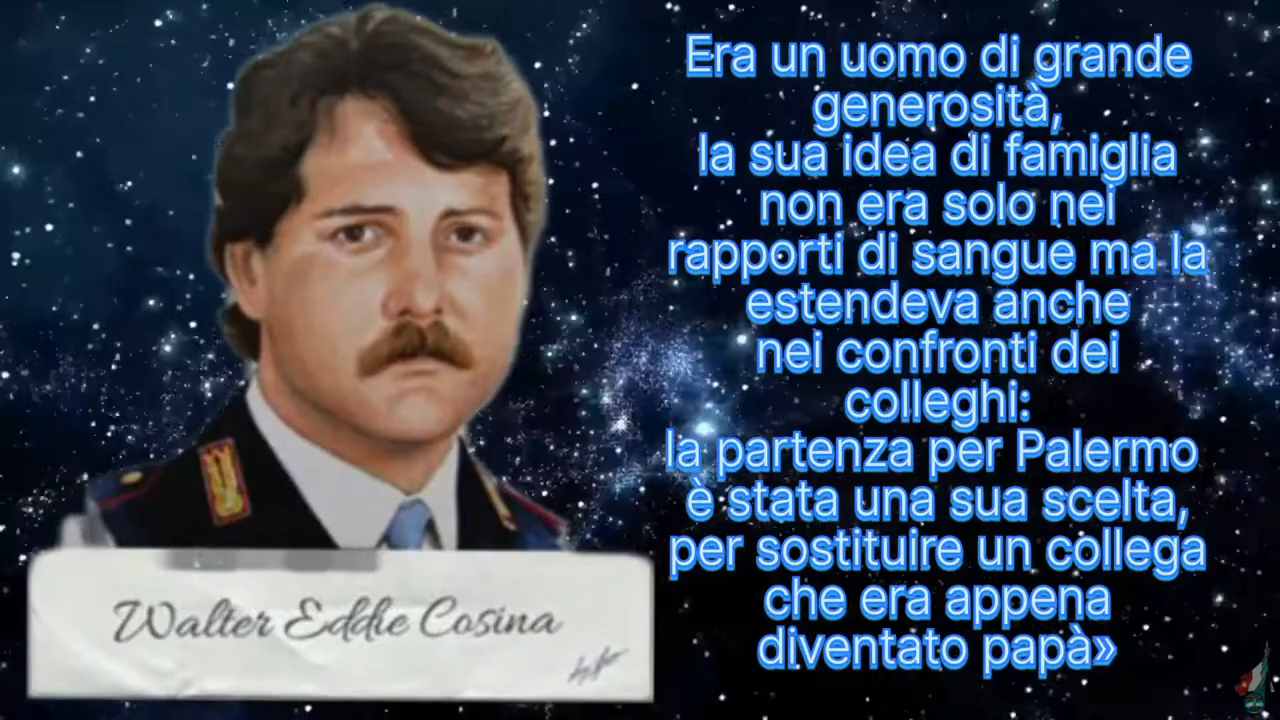 Era un uomo di grande
generosità,
la sua idea di famiglia
non era solo nei
rapporti di sangue ma la
estendeva anche
nei confronti dei
colleghi:
la partenza per Palermo
è stata una sua scelta,
per sostituire un collega
che era appena
diventato papà»
Walter Eddie Cosina